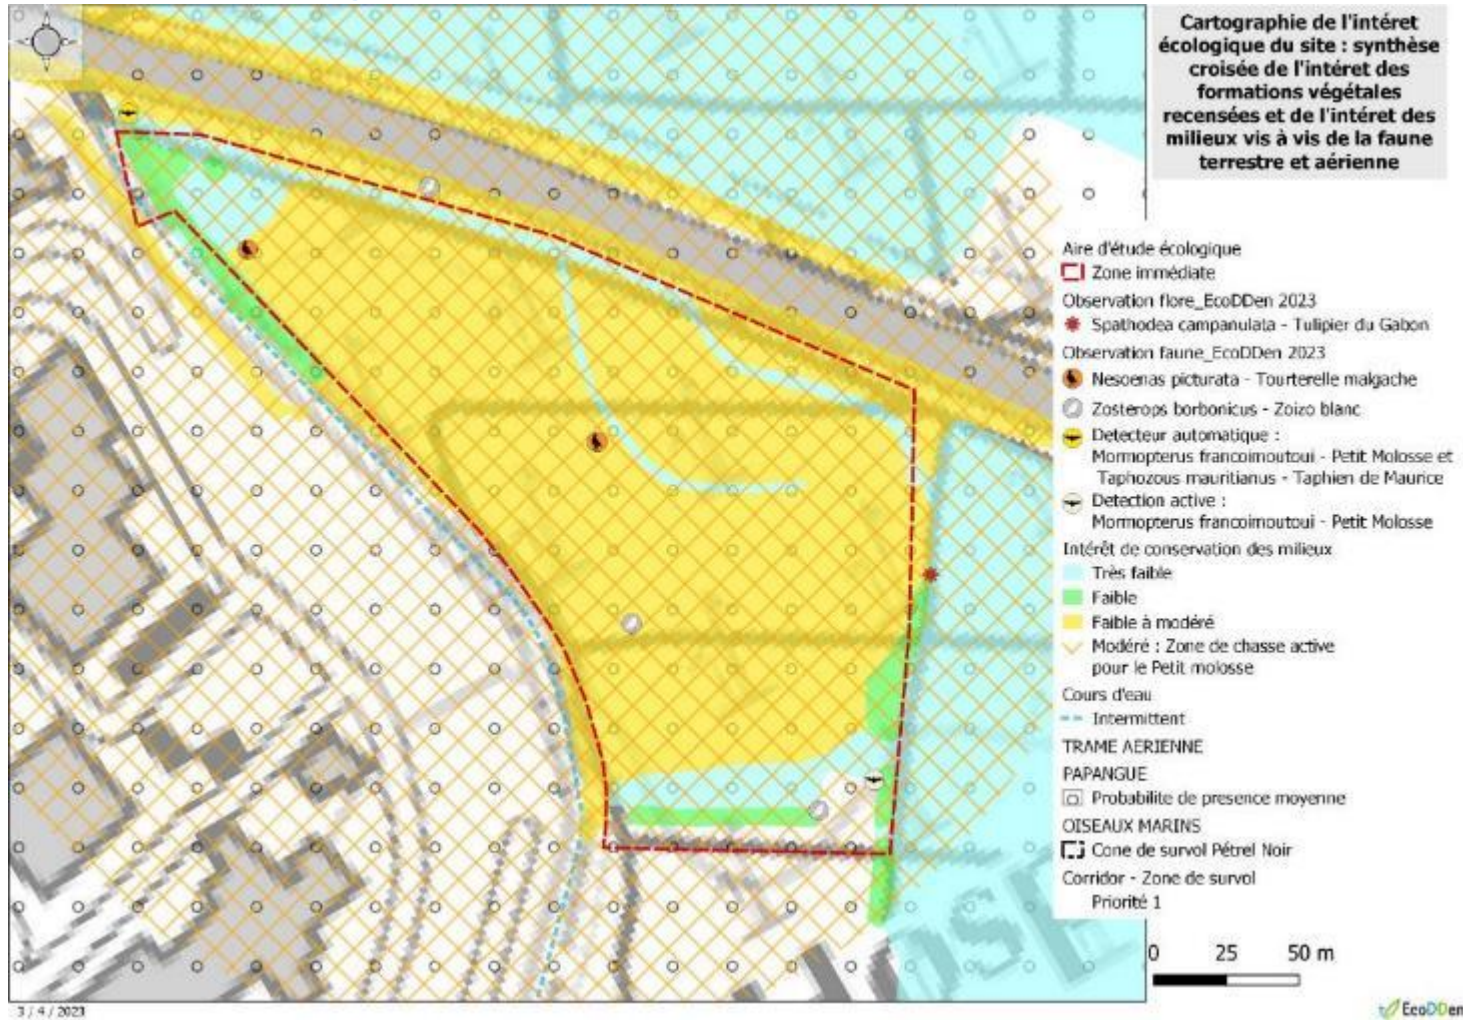 Cartographie de l'intéret
écologique du site : synthèse
croisée de l'intéret des
formations végétales
recensées et de l'intéret des
milieux vis à vis de la faune
terrestre et aérienne
Aire d'étude écologique
Zone immédiate
Observation flore_EcoDDen 2023
Spathodea campanulata - Tulipier du Gabon
Observation faune_EcoDDen 2023
Nesoenas picturata - Tourterelle malgache
Zosterops borbonicus - Zoizo blanc
Detecteur automatique :
Mormopterus francoimoutoui - Petit Molosse et
Taphozous mauritianus - Taphien de Maurice
Detection active :
Mormopterus francoimoutoui - Petit Molosse
Intérêt de conservation des milieux
Très faible
Faible
Faible à modéré
Modéré : Zone de chasse active
pour le Petit molosse
Cours d'eau
Intermittent
TRAME AERIENNE
PAPANGUE
Probabilite de presence moyenne
OISEAUX MARINS
Cone de survol Pétrel Noir
Corridor - Zone de survol
Priorité 1
0 25 50 m
3 / 4 / 2023
EcoDDen